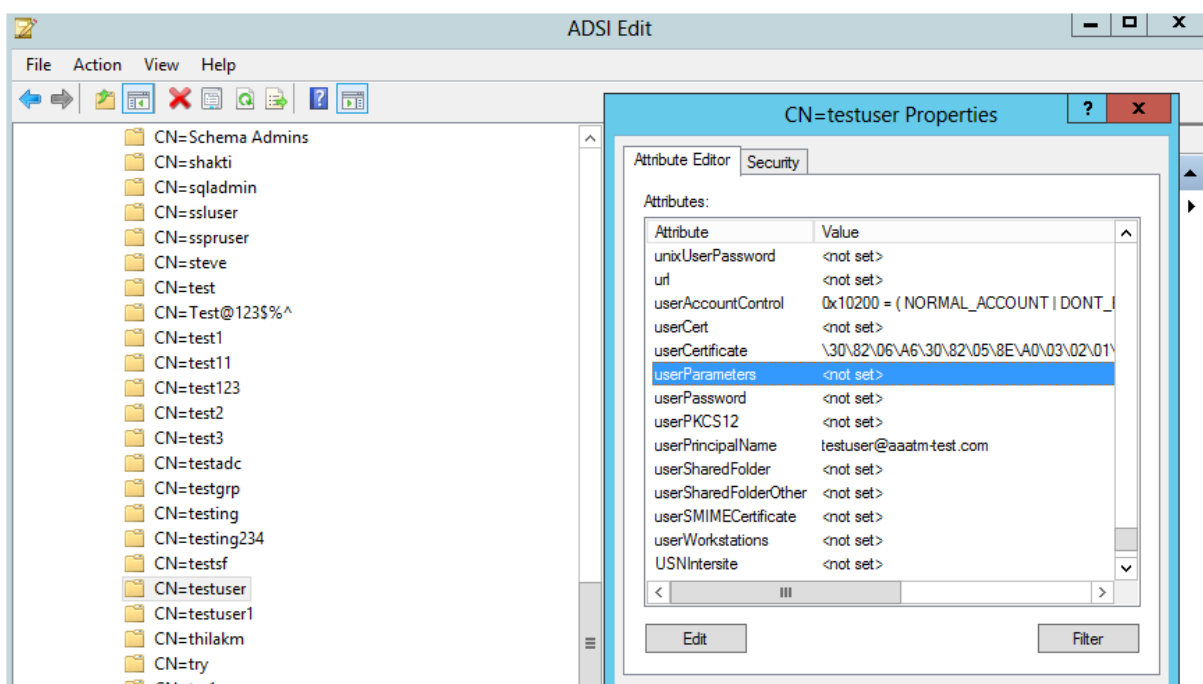 ADSI Edit
File Action View Help
CN=Schema Admins
CN=shakti
CN=sqladmin
CN=ssluser
CN=sspruser
CN=steve
CN=test
CN=Test@123$%^
CN=test1
CN=test11
CN=test123
CN=test2
CN=test3
CN=testadc
CN=testgrp
CN=testing
CN=testing234
CN=testsf
CN=testuser
CN=testuser1
CN=thilakm
CN=try
CN=testuser Properties
? x
Attribute Editor Security
Attributes:
Attribute Value
unixUserPassword <not set>
url <not set>
userAccountControl 0x10200 = ( NORMAL_ACCOUNT | DONT_
userCert <not set>
userCertificate \30\82\06\A6\30\82\05\8E\A0\03\02\01\
userParameters <not set>
userPassword <not set>
userPKCS12 <not set>
userPrincipalName testuser@aaatm-test.com
userSharedFolder <not set>
userSharedFolderOther <not set>
userSMIMECertificate <not set>
userWorkstations <not set>
USNIntersite <not set>
Edit Filter